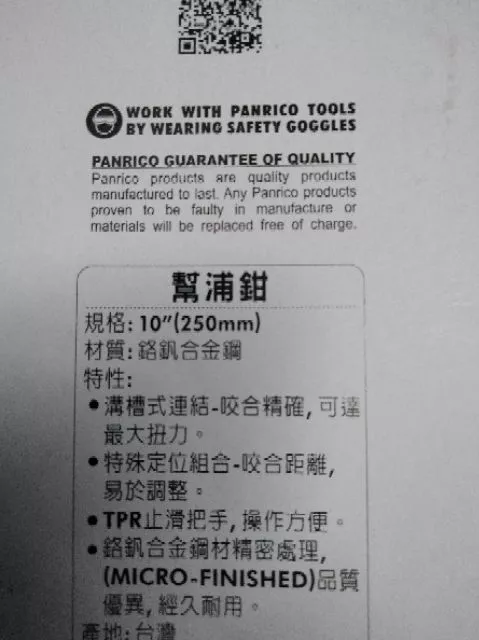 WORK WITH PANRICO TOOLS
BY WEARING SAFETY GOGGLES
PANRICO GUARANTEE OF QUALITY
Panrico products are quality products
manufactured to last. Any Panrico products
proven to be faulty in manufacture or
materials will be replaced free of charge.
幫浦鉗
規格: 10"(250mm)
材質: 鉻釩合金鋼
特性:
•溝槽式連結-咬合精確, 可達
最大扭力。
•特殊定位組合-咬合距離,
易於調整。
•TPR止滑把手, 操作方便。
•鉻釩合金鋼材精密處理,
(MICRO-FINISHED)品質
優異, 經久耐用。
產地: 台灣